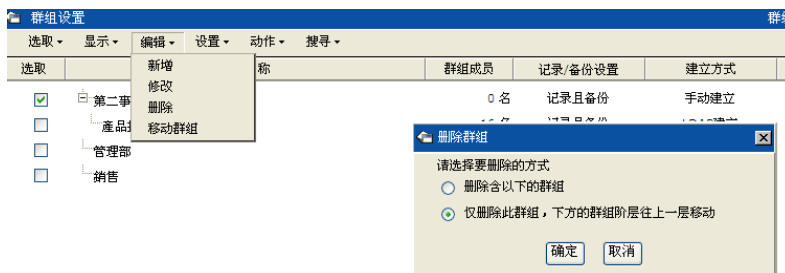 群组设置
选取 显示 编辑 设置 动作 搜寻
选取 称 群组成员 记录/备份设置 建立方式
新增
修改
删除
移动群组
第二事 0 名 记录且备份 手动建立
產品
管理部
銷售
删除群组
请选择要删除的方式
删除含以下的群组
仅删除此群组,下方的群组阶层往上一层移动
确定 取消